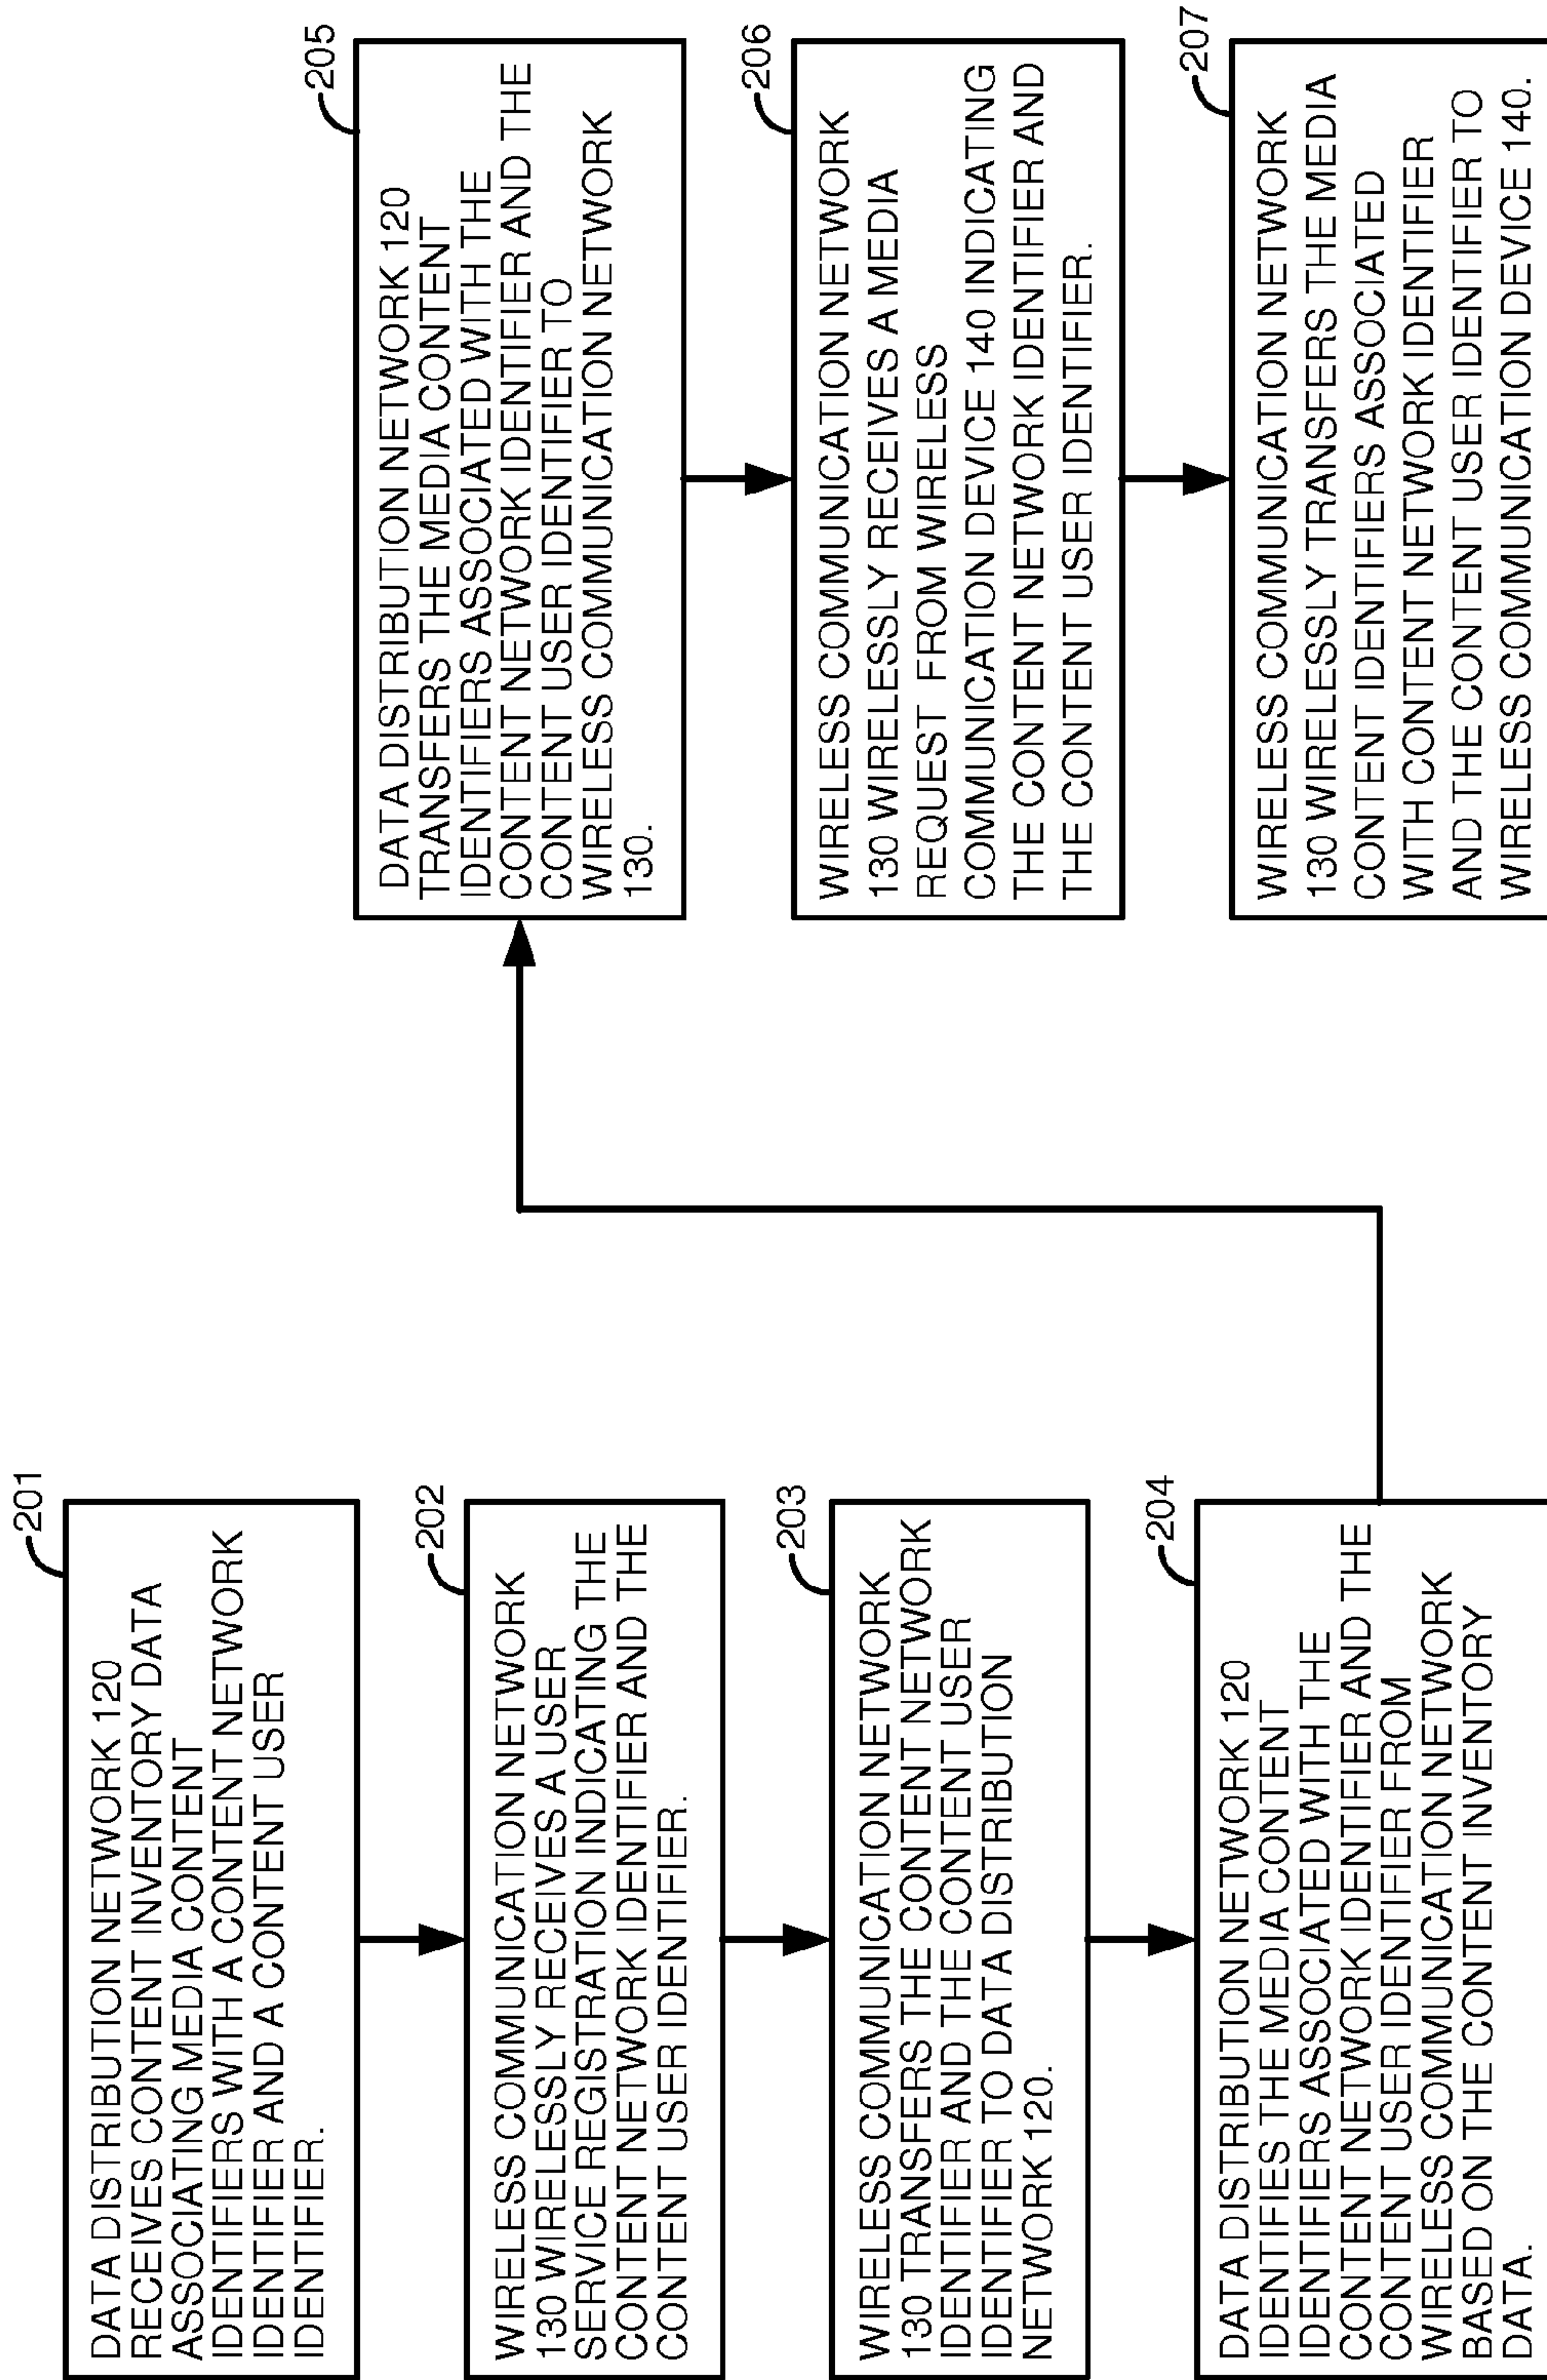 201
DATA DISTRIBUTION NETWORK 120
RECEIVES CONTENT INVENTORY DATA
ASSOCIATING MEDIA CONTENT
IDENTIFIERS WITH A CONTENT NETWORK
IDENTIFIER AND A CONTENT USER
IDENTIFIER.
202
WIRELESS COMMUNICATION NETWORK
130 WIRELESSLY RECEIVES A USER
SERVICE REGISTRATION INDICATING THE
CONTENT NETWORK IDENTIFIER AND THE
CONTENT USER IDENTIFIER.
203
WIRELESS COMMUNICATION NETWORK
130 TRANSFERS THE CONTENT NETWORK
IDENTIFIER AND THE CONTENT USER
IDENTIFIER TO DATA DISTRIBUTION
NETWORK 120.
204
DATA DISTRIBUTION NETWORK 120
IDENTIFIES THE MEDIA CONTENT
IDENTIFIERS ASSOCIATED WITH THE
CONTENT NETWORK IDENTIFIER AND THE
CONTENT USER IDENTIFIER FROM
WIRELESS COMMUNICATION NETWORK
BASED ON THE CONTENT INVENTORY
DATA.
205
DATA DISTRIBUTION NETWORK 120
TRANSFERS THE MEDIA CONTENT
IDENTIFIERS ASSOCIATED WITH THE
CONTENT NETWORK IDENTIFIER AND THE
CONTENT USER IDENTIFIER TO
WIRELESS COMMUNICATION NETWORK
130.
206
WIRELESS COMMUNICATION NETWORK
130 WIRELESSLY RECEIVES A MEDIA
REQUEST FROM WIRELESS
COMMUNICATION DEVICE 140 INDICATING
THE CONTENT NETWORK IDENTIFIER AND
THE CONTENT USER IDENTIFIER.
207
WIRELESS COMMUNICATION NETWORK
130 WIRELESSLY TRANSFERS THE MEDIA
CONTENT IDENTIFIERS ASSOCIATED
WITH CONTENT NETWORK IDENTIFIER
AND THE CONTENT USER IDENTIFIER TO
WIRELESS COMMUNICATION DEVICE 140.